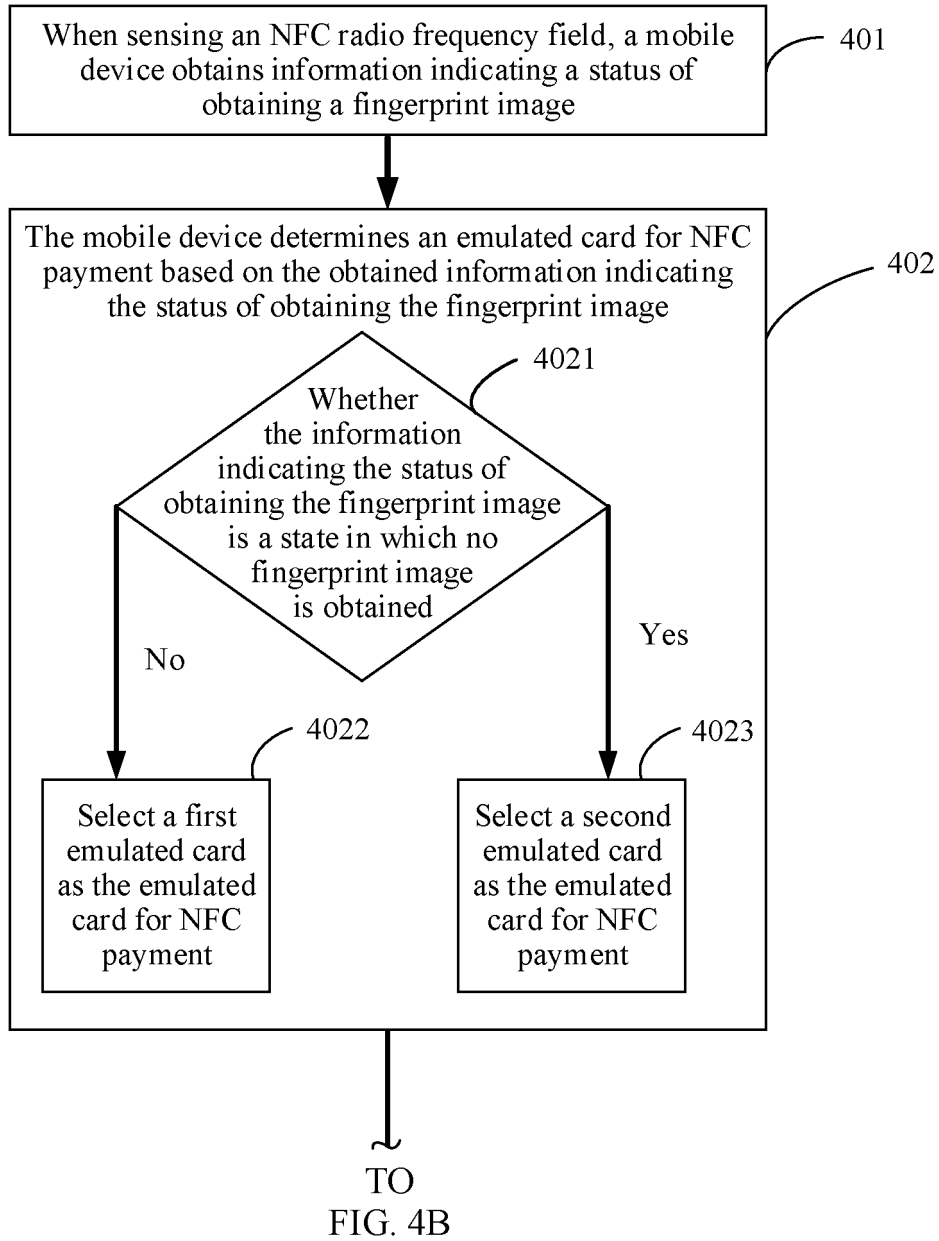 When sensing an NFC radio frequency field, a mobile
device obtains information indicating a status of
obtaining a fingerprint image
401
The mobile device determines an emulated card for NFC
payment based on the obtained information indicating
the status of obtaining the fingerprint image
402
4021
Whether
the information
indicating the status of
obtaining the fingerprint image
is a state in which no
fingerprint image
is obtained
No
Yes
4022
4023
Select a first
emulated card
as the emulated
card for NFC
payment
Select a second
emulated card
as the emulated
card for NFC
payment
TO
FIG. 4B